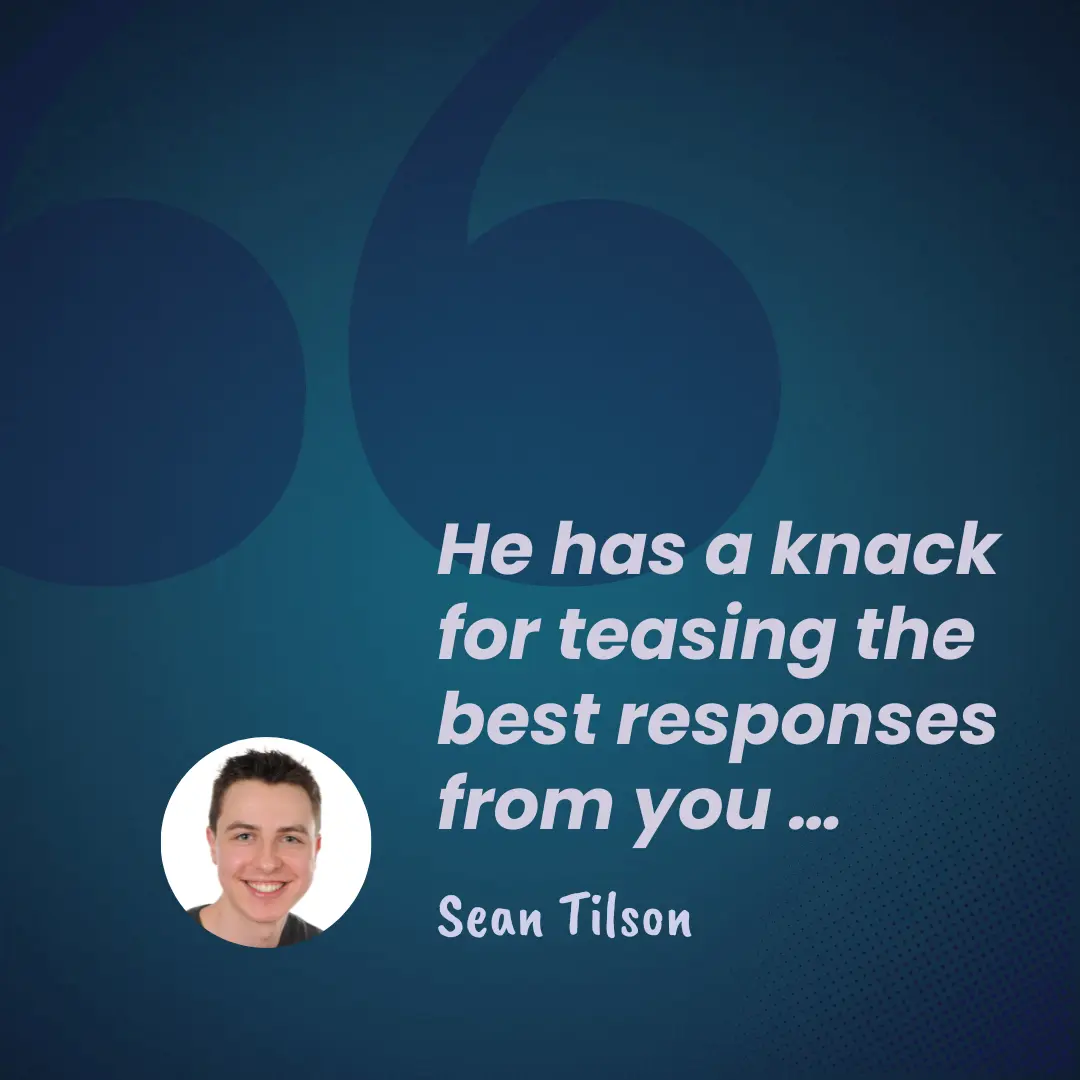 He has a knack
for teasing the
best responses
from you ...
Sean Tilson